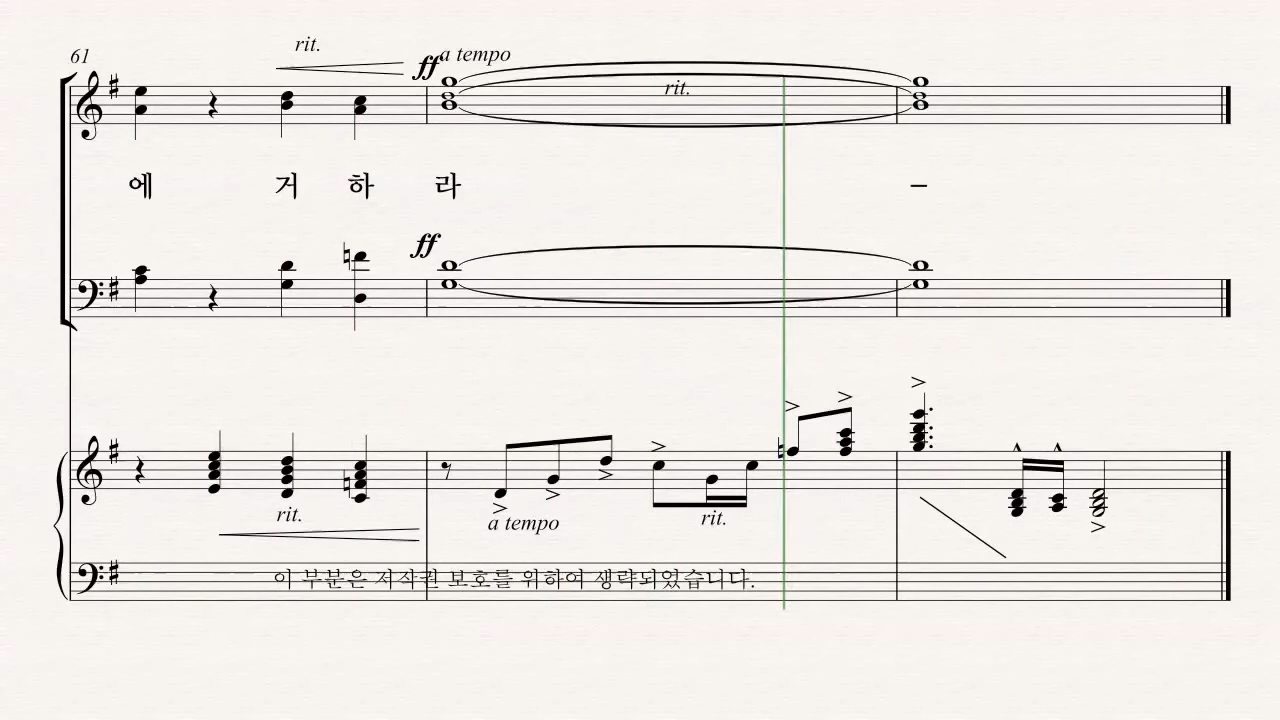 61
rit.
ff a tempo
rit.
에 거 하 라 –
ff
rit.
a tempo
rit.
이 부분은 저작권 보호를 위하여 생략되었습니다.